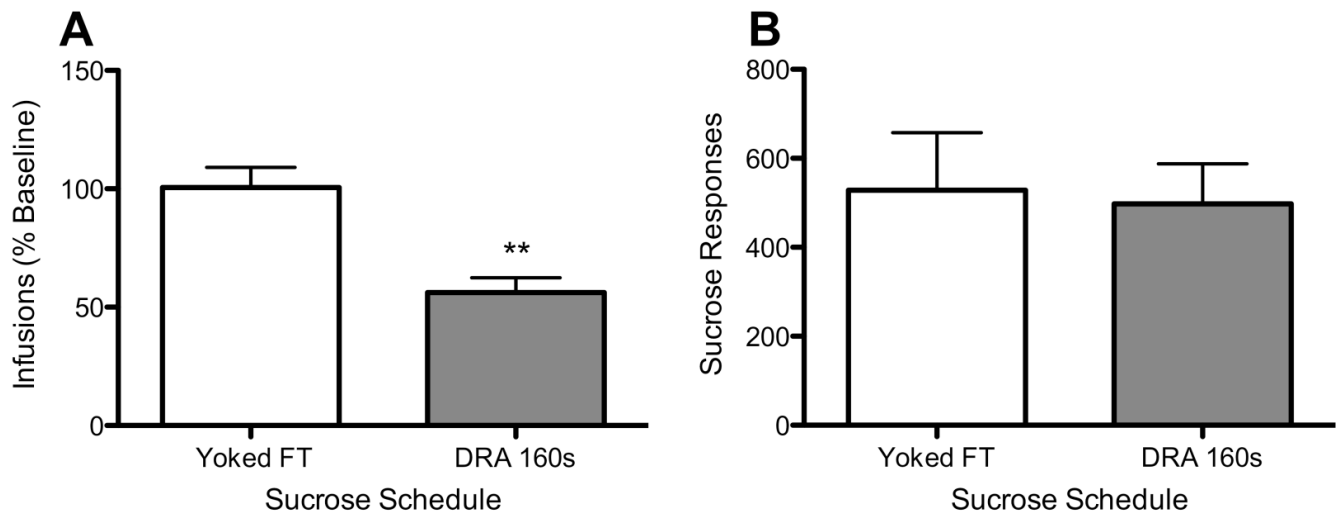 A
Infusions (% Baseline)
150
100
50
0
**
Yoked FT
DRA 160s
Sucrose Schedule
B
Sucrose Responses
800
600
400
200
0
Yoked FT
DRA 160s
Sucrose Schedule